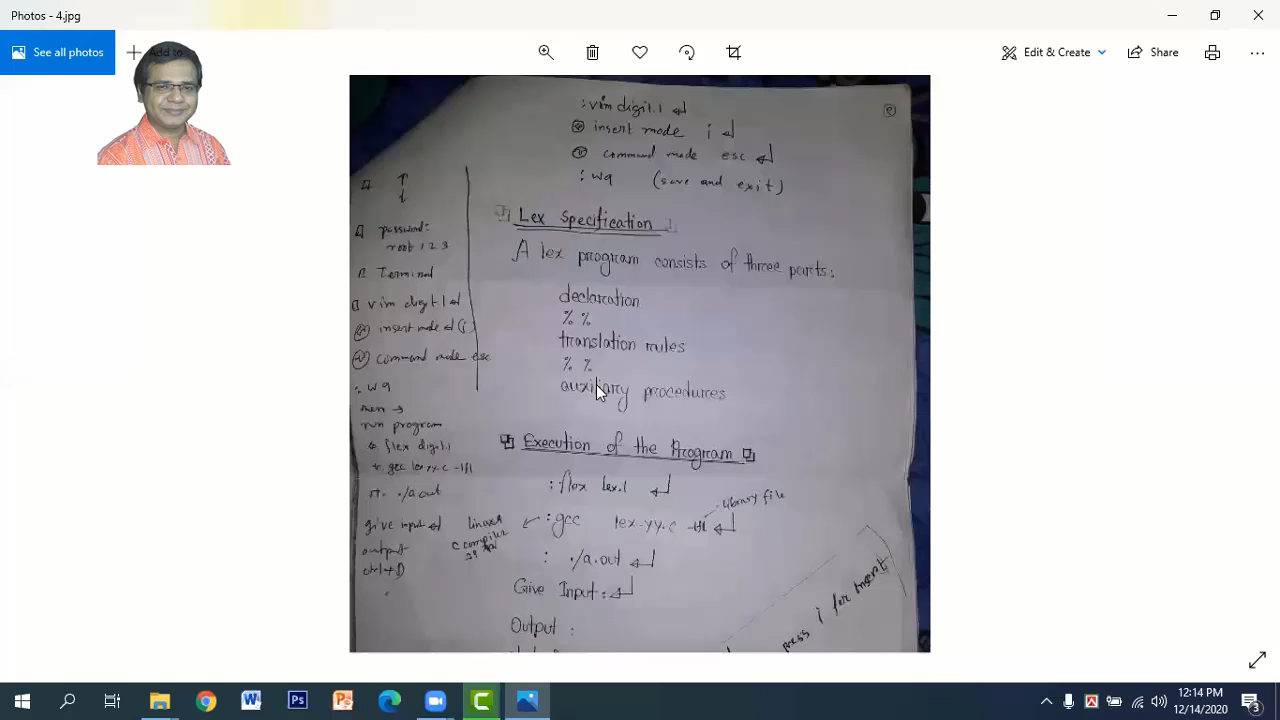 Photos - 4.jpg
See all photos
Add to
Edit & Create
Share
: vim digit.l ↵
insert mode i ↵
command mode esc ↵
: wq (save and exit)
Lex Specification
A lex program consists of three parts:
declaration
% %
translation rules
% %
auxiliary procedures
Execution of the Program
: flex lex.l ↵
: gcc lex.yy.c -lfl ↵
Library file
: ./a.out ↵
Give Input: ↵
Output :
press i for insert
↑
↓
password:
root 123
Terminal
vim digit.l ↵
insert mode ↵ (i)
command mode esc
: wq
then →
run program
flex digit.l
gcc lex.yy.c -lfl
./a.out
give input ↵
output
ctrl+D
c compiler
12:14 PM
12/14/2020
3